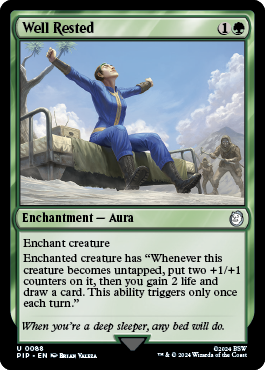 Well Rested 1
Enchantment — Aura
Enchant creature
Enchanted creature has “Whenever this
creature becomes untapped, put two +1/+1
counters on it, then you gain 2 life and
draw a card. This ability triggers only once
each turn.”
When you’re a deep sleeper, any bed will do.
U 0088 ©2024 BSW
PIP • EN Brian Valeza ™ & © 2024 Wizards of the Coast